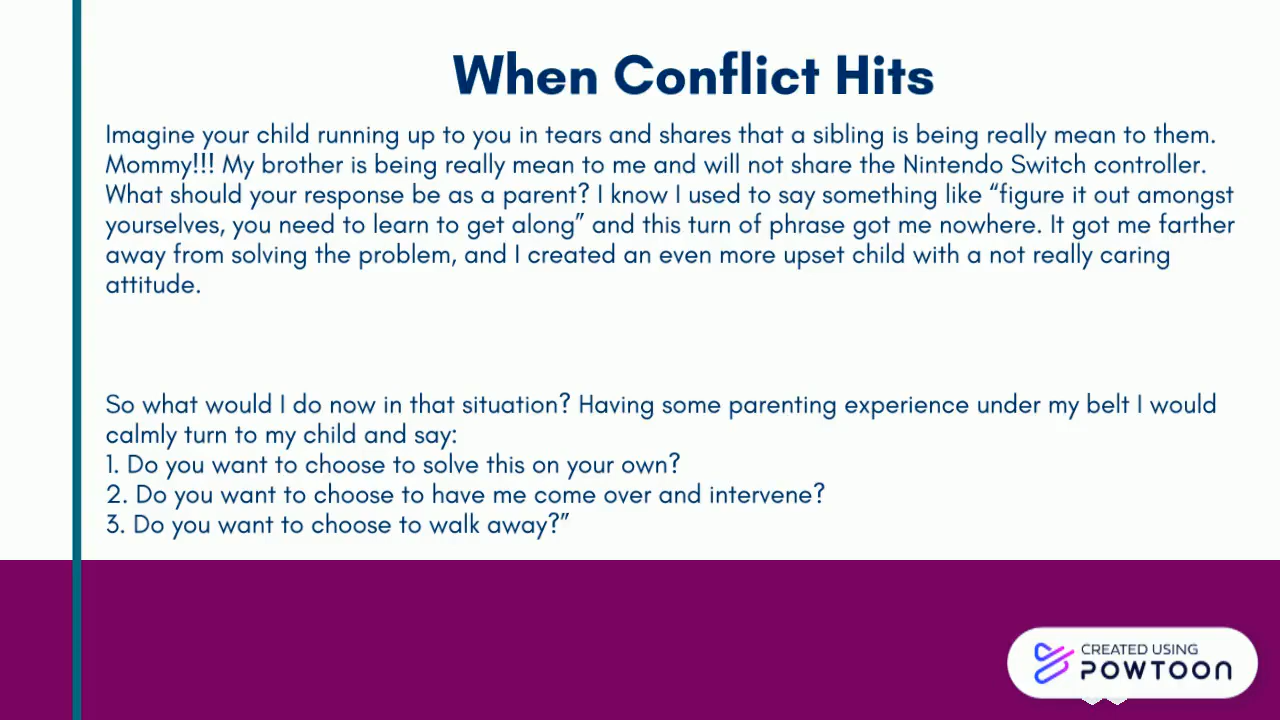 When Conflict Hits
Imagine your child running up to you in tears and shares that a sibling is being really mean to them.
Mommy!!! My brother is being really mean to me and will not share the Nintendo Switch controller.
What should your response be as a parent? I know I used to say something like “figure it out amongst
yourselves, you need to learn to get along” and this turn of phrase got me nowhere. It got me farther
away from solving the problem, and I created an even more upset child with a not really caring
attitude.
So what would I do now in that situation? Having some parenting experience under my belt I would
calmly turn to my child and say:
1. Do you want to choose to solve this on your own?
2. Do you want to choose to have me come over and intervene?
3. Do you want to choose to walk away?”
CREATED USING
POWTOON